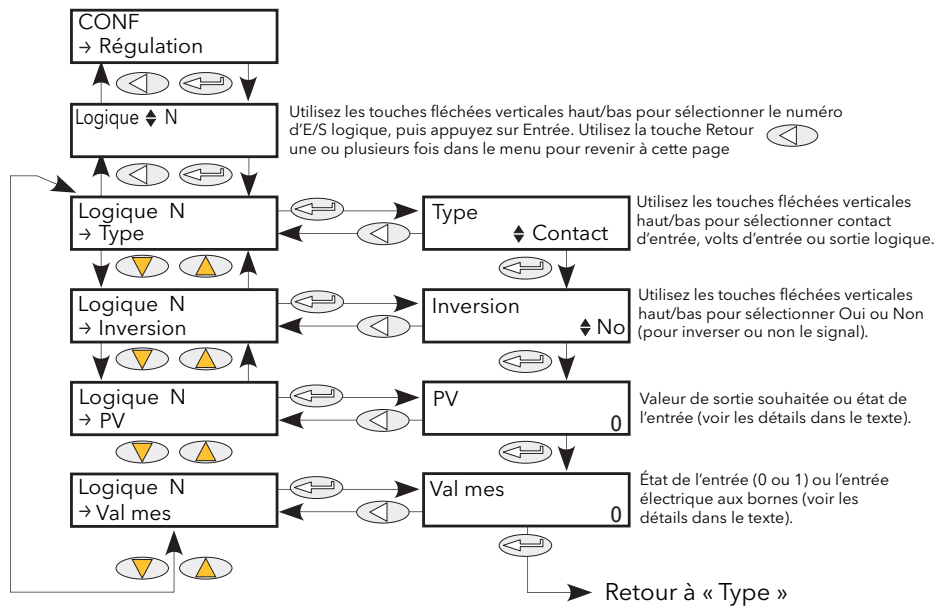 CONF
→ Régulation
Logique ♦ N
Utilisez les touches fléchées verticales haut/bas pour sélectionner le numéro
d'E/S logique, puis appuyez sur Entrée. Utilisez la touche Retour
une ou plusieurs fois dans le menu pour revenir à cette page
Logique N
→ Type
Type
♦ Contact
Utilisez les touches fléchées verticales
haut/bas pour sélectionner contact
d'entrée, volts d'entrée ou sortie logique.
Logique N
→ Inversion
Inversion
♦ No
Utilisez les touches fléchées verticales
haut/bas pour sélectionner Oui ou Non
(pour inverser ou non le signal).
Logique N
→ PV
PV
0
Valeur de sortie souhaitée ou état de
l'entrée (voir les détails dans le texte).
Logique N
→ Val mes
Val mes
0
État de l'entrée (0 ou 1) ou l'entrée
électrique aux bornes (voir les
détails dans le texte).
Retour à « Type »